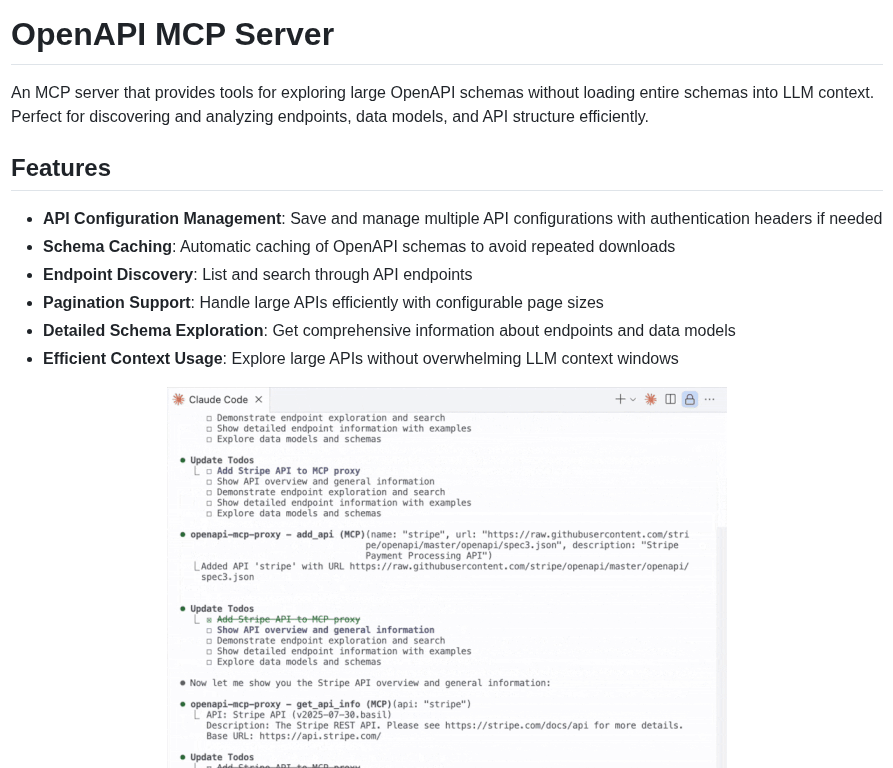 OpenAPI MCP Server
An MCP server that provides tools for exploring large OpenAPI schemas without loading entire schemas into LLM context.
Perfect for discovering and analyzing endpoints, data models, and API structure efficiently.
Features
• API Configuration Management: Save and manage multiple API configurations with authentication headers if needed
• Schema Caching: Automatic caching of OpenAPI schemas to avoid repeated downloads
• Endpoint Discovery: List and search through API endpoints
• Pagination Support: Handle large APIs efficiently with configurable page sizes
• Detailed Schema Exploration: Get comprehensive information about endpoints and data models
• Efficient Context Usage: Explore large APIs without overwhelming LLM context windows
Claude Code
☐ Demonstrate endpoint exploration and search
☐ Show detailed endpoint information with examples
☐ Explore data models and schemas
● Update Todos
☐ Add Stripe API to MCP proxy
☐ Show API overview and general information
☐ Demonstrate endpoint exploration and search
☐ Show detailed endpoint information with examples
☐ Explore data models and schemas
● openapi-mcp-proxy - add_api (MCP)(name: "stripe", url: "https://raw.githubusercontent.com/stri
pe/openapi/master/openapi/spec3.json", description: "Stripe
Payment Processing API")
Added API 'stripe' with URL https://raw.githubusercontent.com/stripe/openapi/master/openapi/
spec3.json
● Update Todos
☒ Add Stripe API to MCP proxy
☐ Show API overview and general information
☐ Demonstrate endpoint exploration and search
☐ Show detailed endpoint information with examples
☐ Explore data models and schemas
● Now let me show you the Stripe API overview and general information:
● openapi-mcp-proxy - get_api_info (MCP)(api: "stripe")
API: Stripe API (v2025-07-30.basil)
Description: The Stripe REST API. Please see https://stripe.com/docs/api for more details.
Base URL: https://api.stripe.com/
● Update Todos
☒ Add Stripe API to MCP proxy